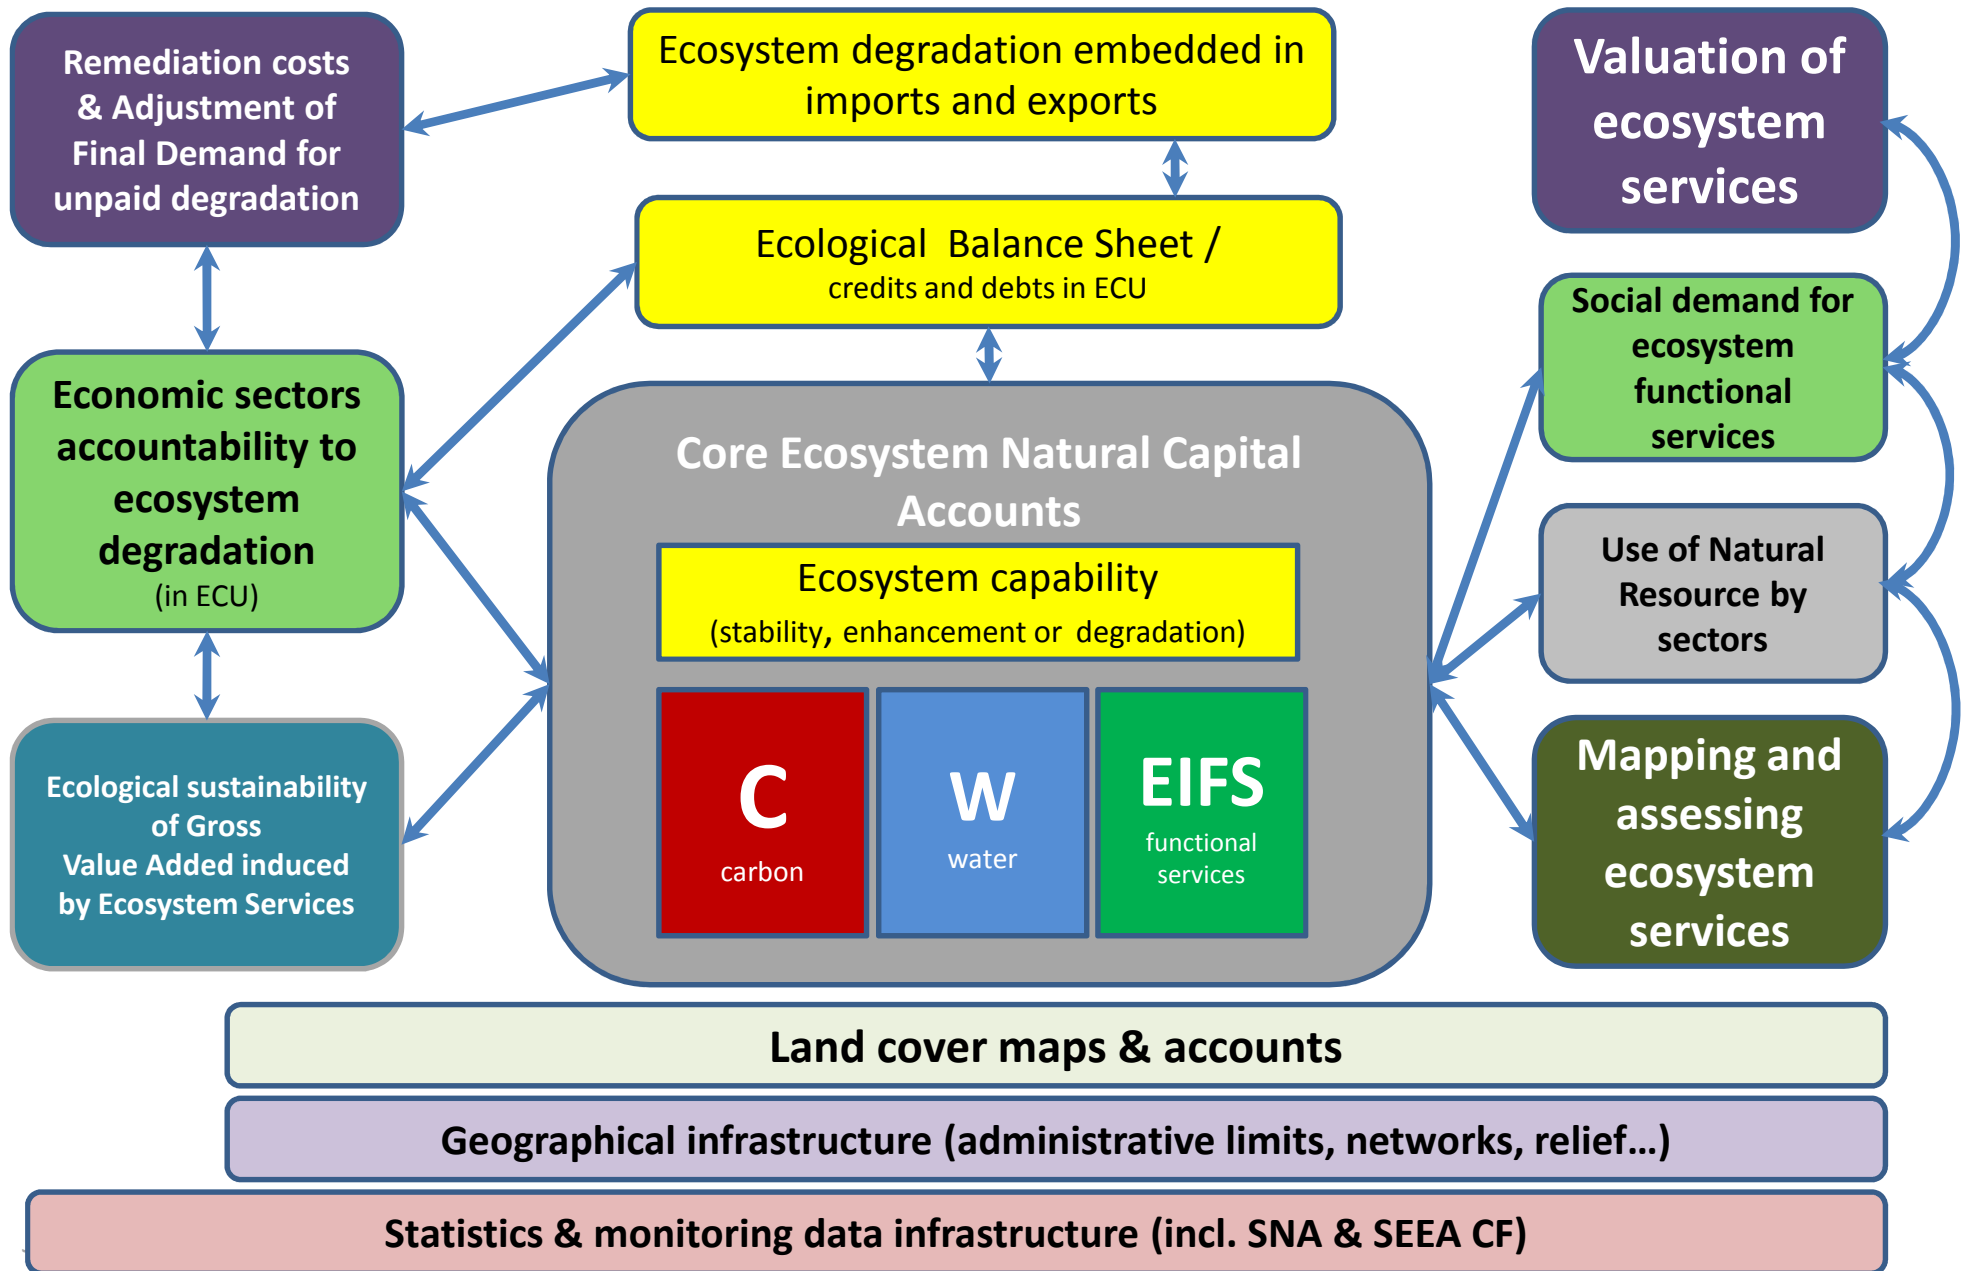 Remediation costs
& Adjustment of
Final Demand for
unpaid degradation
Ecosystem degradation embedded in
imports and exports
Valuation of
ecosystem
services
Ecological Balance Sheet /
credits and debts in ECU
Social demand for
ecosystem
functional
services
Economic sectors
accountability to
ecosystem
degradation
(in ECU)
Core Ecosystem Natural Capital
Accounts
Ecosystem capability
(stability, enhancement or degradation)
Use of Natural
Resource by
sectors
Ecological sustainability
of Gross
Value Added induced
by Ecosystem Services
C
carbon
W
water
EIFS
functional
services
Mapping and
assessing
ecosystem
services
Land cover maps & accounts
Geographical infrastructure (administrative limits, networks, relief…)
Statistics & monitoring data infrastructure (incl. SNA & SEEA CF)